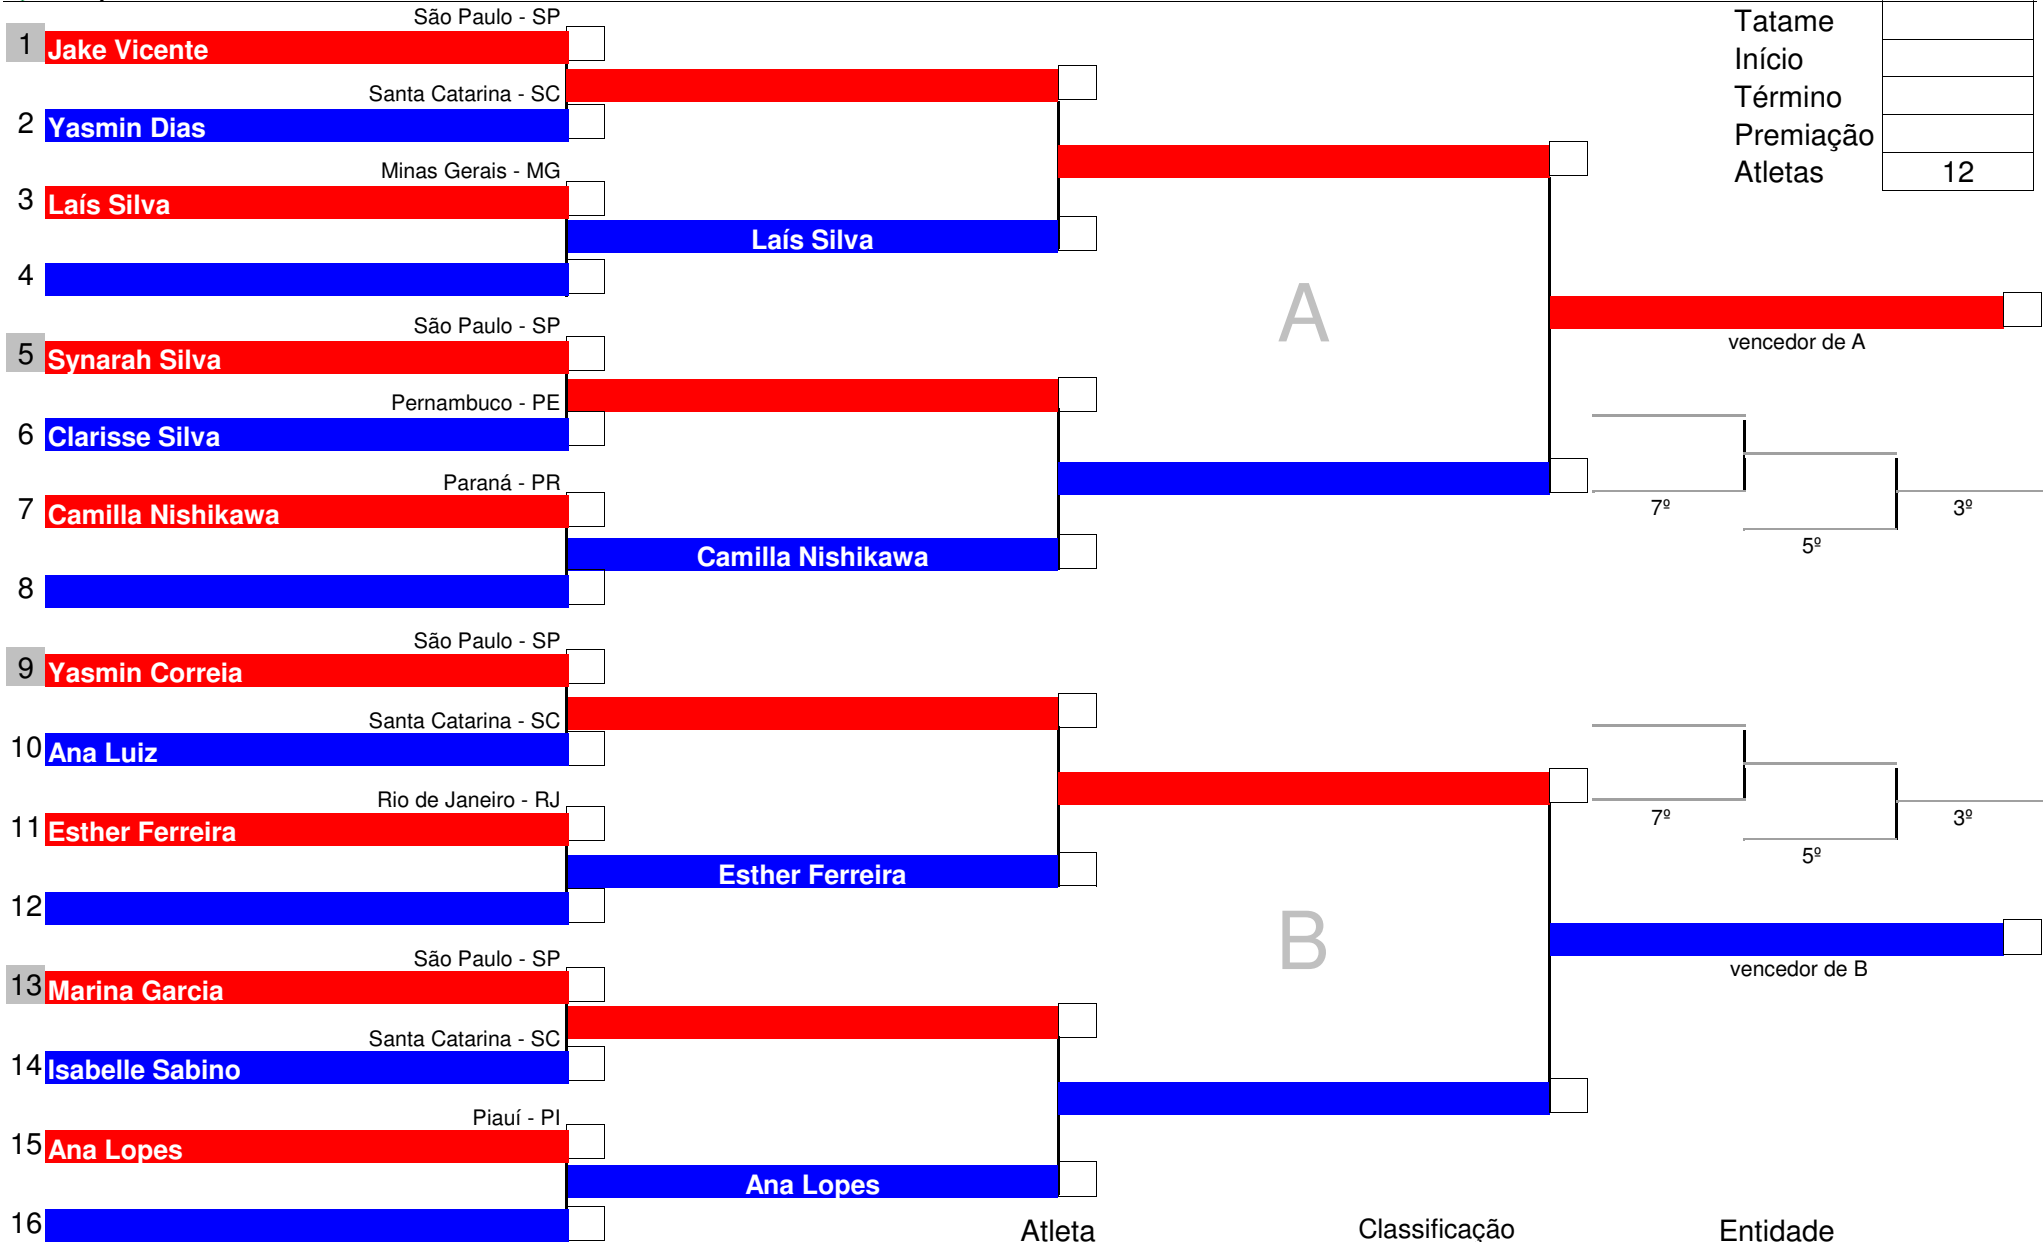 São Paulo - SP
1 Jake Vicente
Santa Catarina - SC
2 Yasmin Dias
Minas Gerais - MG
3 Laís Silva
Laís Silva
4
São Paulo - SP
5 Synarah Silva
Pernambuco - PE
6 Clarisse Silva
Paraná - PR
7 Camilla Nishikawa
Camilla Nishikawa
8
São Paulo - SP
9 Yasmin Correia
Santa Catarina - SC
10 Ana Luiz
Rio de Janeiro - RJ
11 Esther Ferreira
Esther Ferreira
12
São Paulo - SP
13 Marina Garcia
Santa Catarina - SC
14 Isabelle Sabino
Piauí - PI
15 Ana Lopes
Ana Lopes
16
A
B
Tatame
Início
Término
Premiação
Atletas 12
vencedor de A
7º 3º
5º
7º 3º
5º
vencedor de B
Atleta Classificação Entidade